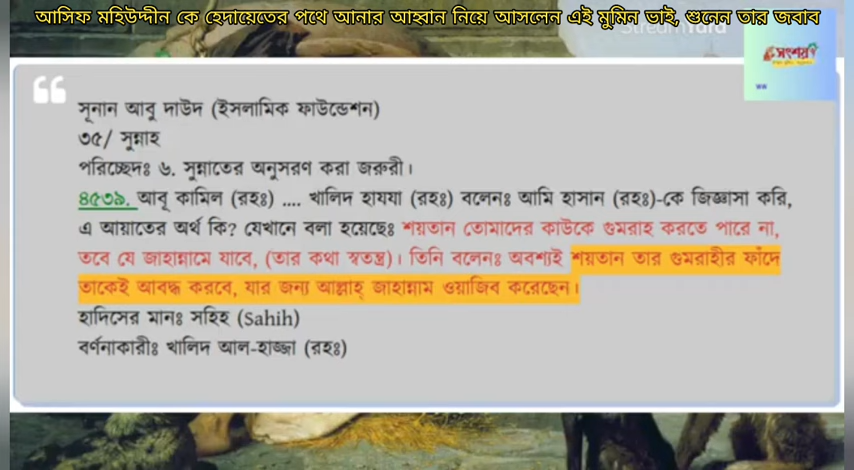 আসিফ মহিউদ্দীন কে হেদায়েতের পথে আনার আহ্বান নিয়ে আসলেন এই মুমিন ভাই, শুনেন তার জবাব
StreamYard
সংশয়
সূনান আবু দাউদ (ইসলামিক ফাউন্ডেশন)
৩৫/ সুন্নাহ
পরিচ্ছেদঃ ৬. সুন্নাতের অনুসরণ করা জরুরী।
৪৫৩৯. আবূ কামিল (রহঃ) .... খালিদ হাযযা (রহঃ) বলেনঃ আমি হাসান (রহঃ)-কে জিজ্ঞাসা করি,
এ আয়াতের অর্থ কি? যেখানে বলা হয়েছেঃ শয়তান তোমাদের কাউকে গুমরাহ করতে পারে না,
তবে যে জাহান্নামে যাবে, (তার কথা স্বতন্ত্র)। তিনি বলেনঃ অবশ্যই শয়তান তার গুমরাহীর ফাঁদে
তাকেই আবদ্ধ করবে, যার জন্য আল্লাহ্ জাহান্নাম ওয়াজিব করেছেন।
হাদিসের মানঃ সহিহ (Sahih)
বর্ণনাকারীঃ খালিদ আল-হাজ্জা (রহঃ)